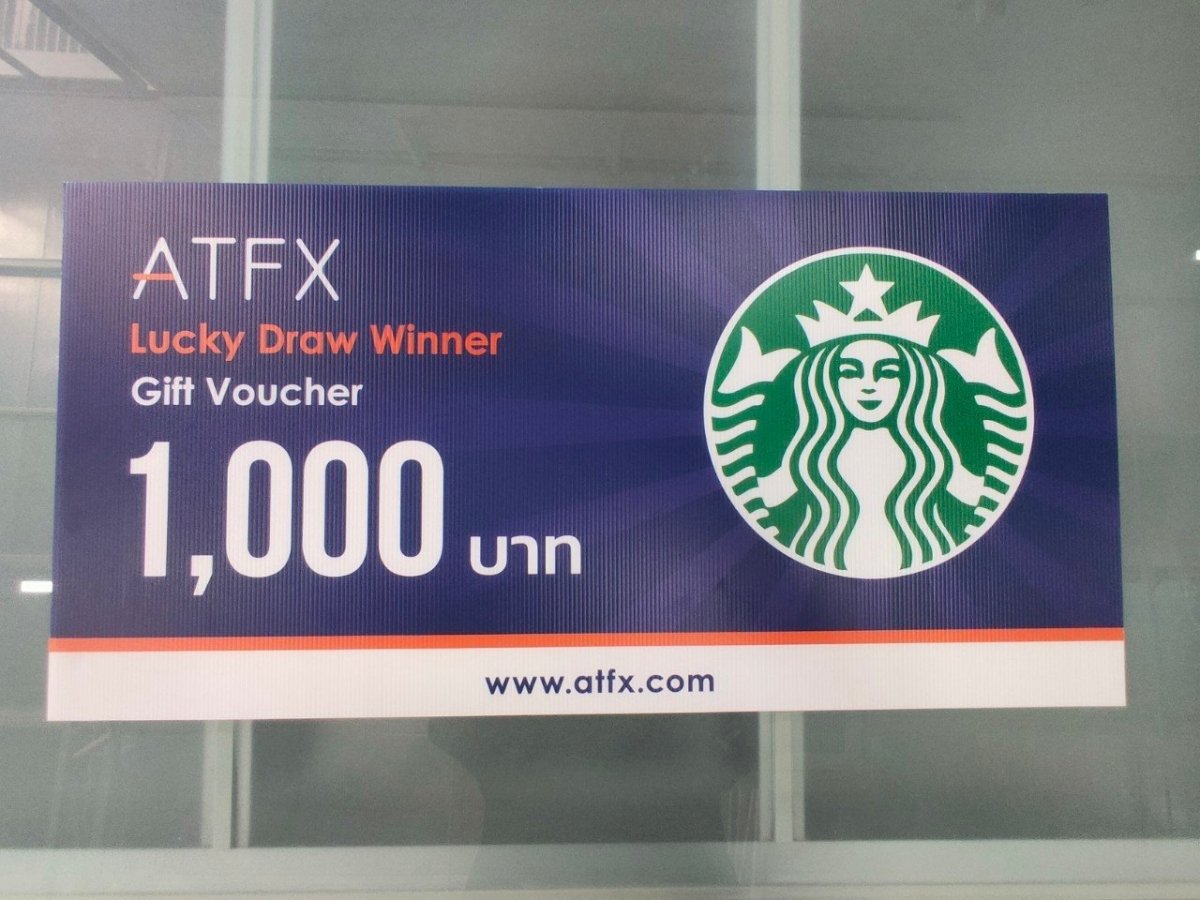 ATFX
Lucky Draw Winner
Gift Voucher
1,000 บาท
www.atfx.com